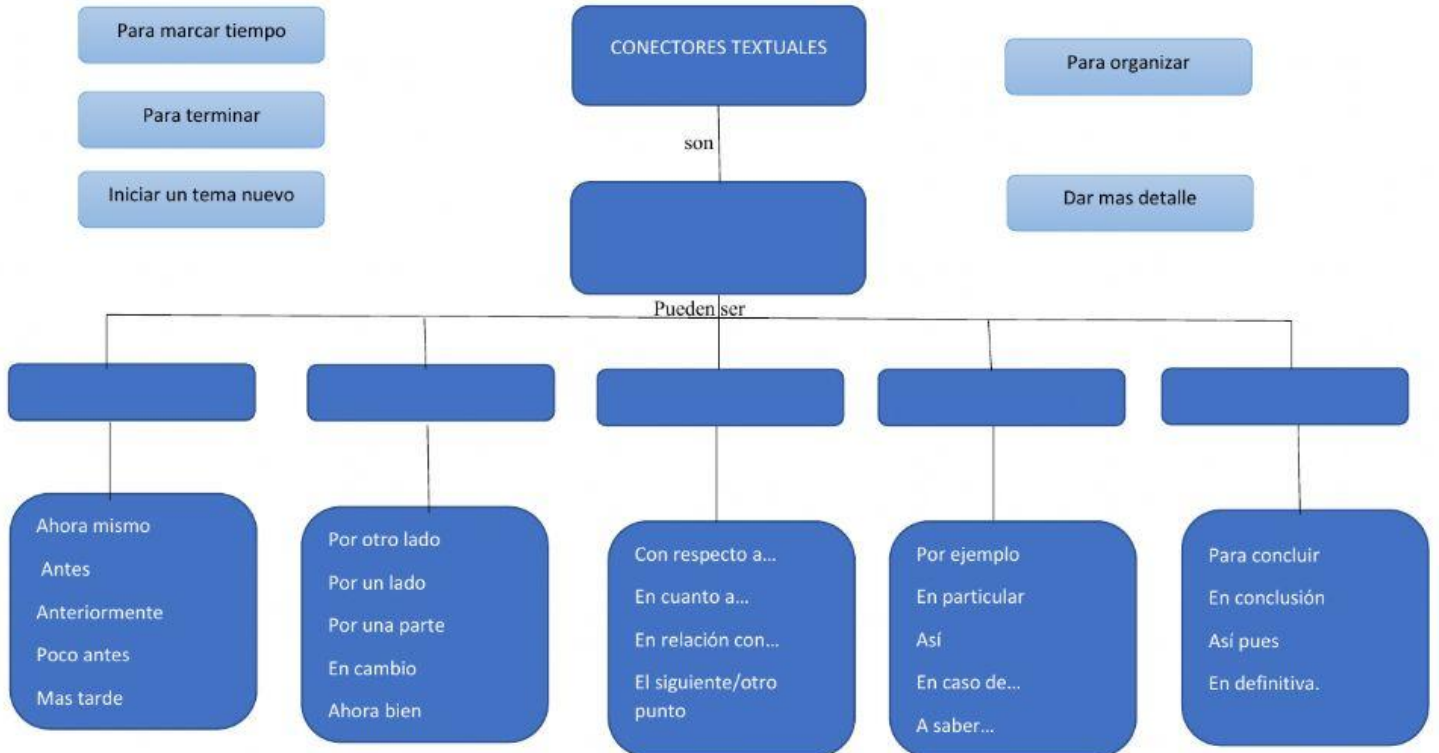 Para marcar tiempo
Para terminar
Iniciar un tema nuevo
CONECTORES TEXTUALES
Para organizar
Dar mas detalle
son
Pueden ser
Ahora mismo
Antes
Anteriormente
Poco antes
Mas tarde
Por otro lado
Por un lado
Por una parte
En cambio
Ahora bien
Con respecto a...
En cuanto a...
En relación con...
El siguiente/otro
punto
Por ejemplo
En particular
Así
En caso de...
A saber...
Para concluir
En conclusión
Así pues
En definitiva.